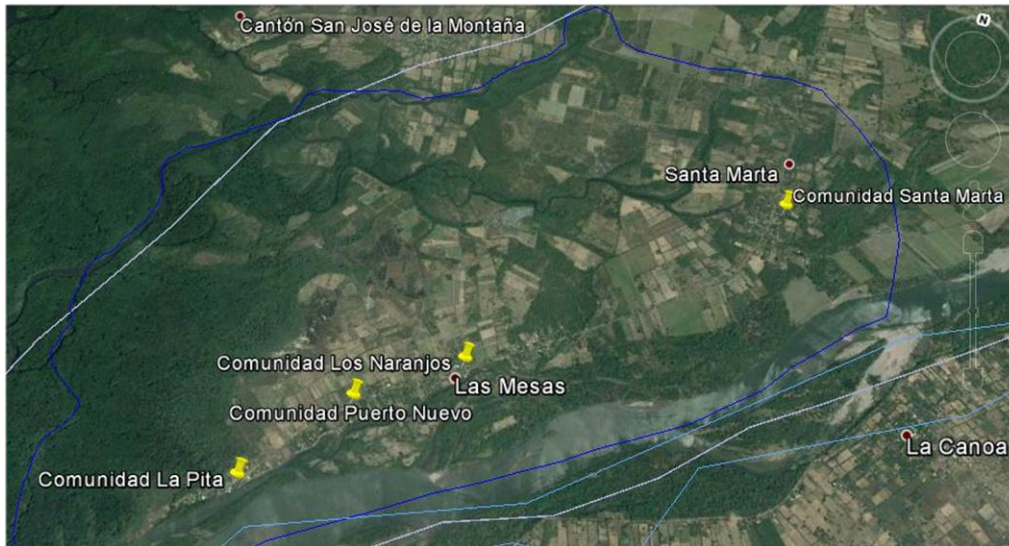 N
Cantón San José de la Montaña
Santa Marta
Comunidad Santa Marta
Comunidad Los Naranjos
Las Mesas
Comunidad Puerto Nuevo
La Canoa
Comunidad La Pita